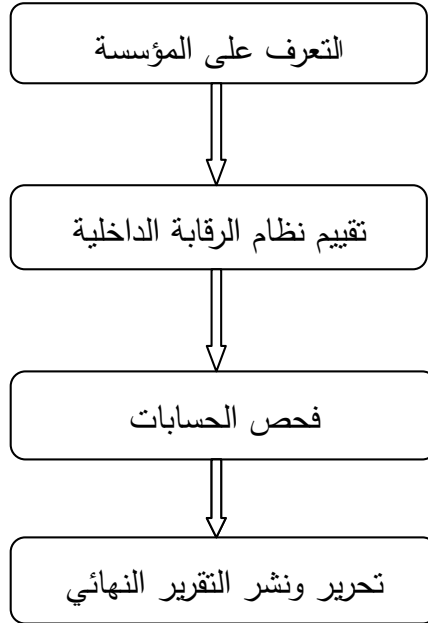 التعرف على المؤسسة
تقييم نظام الرقابة الداخلية
فحص الحسابات
تحرير ونشر التقرير النهائي